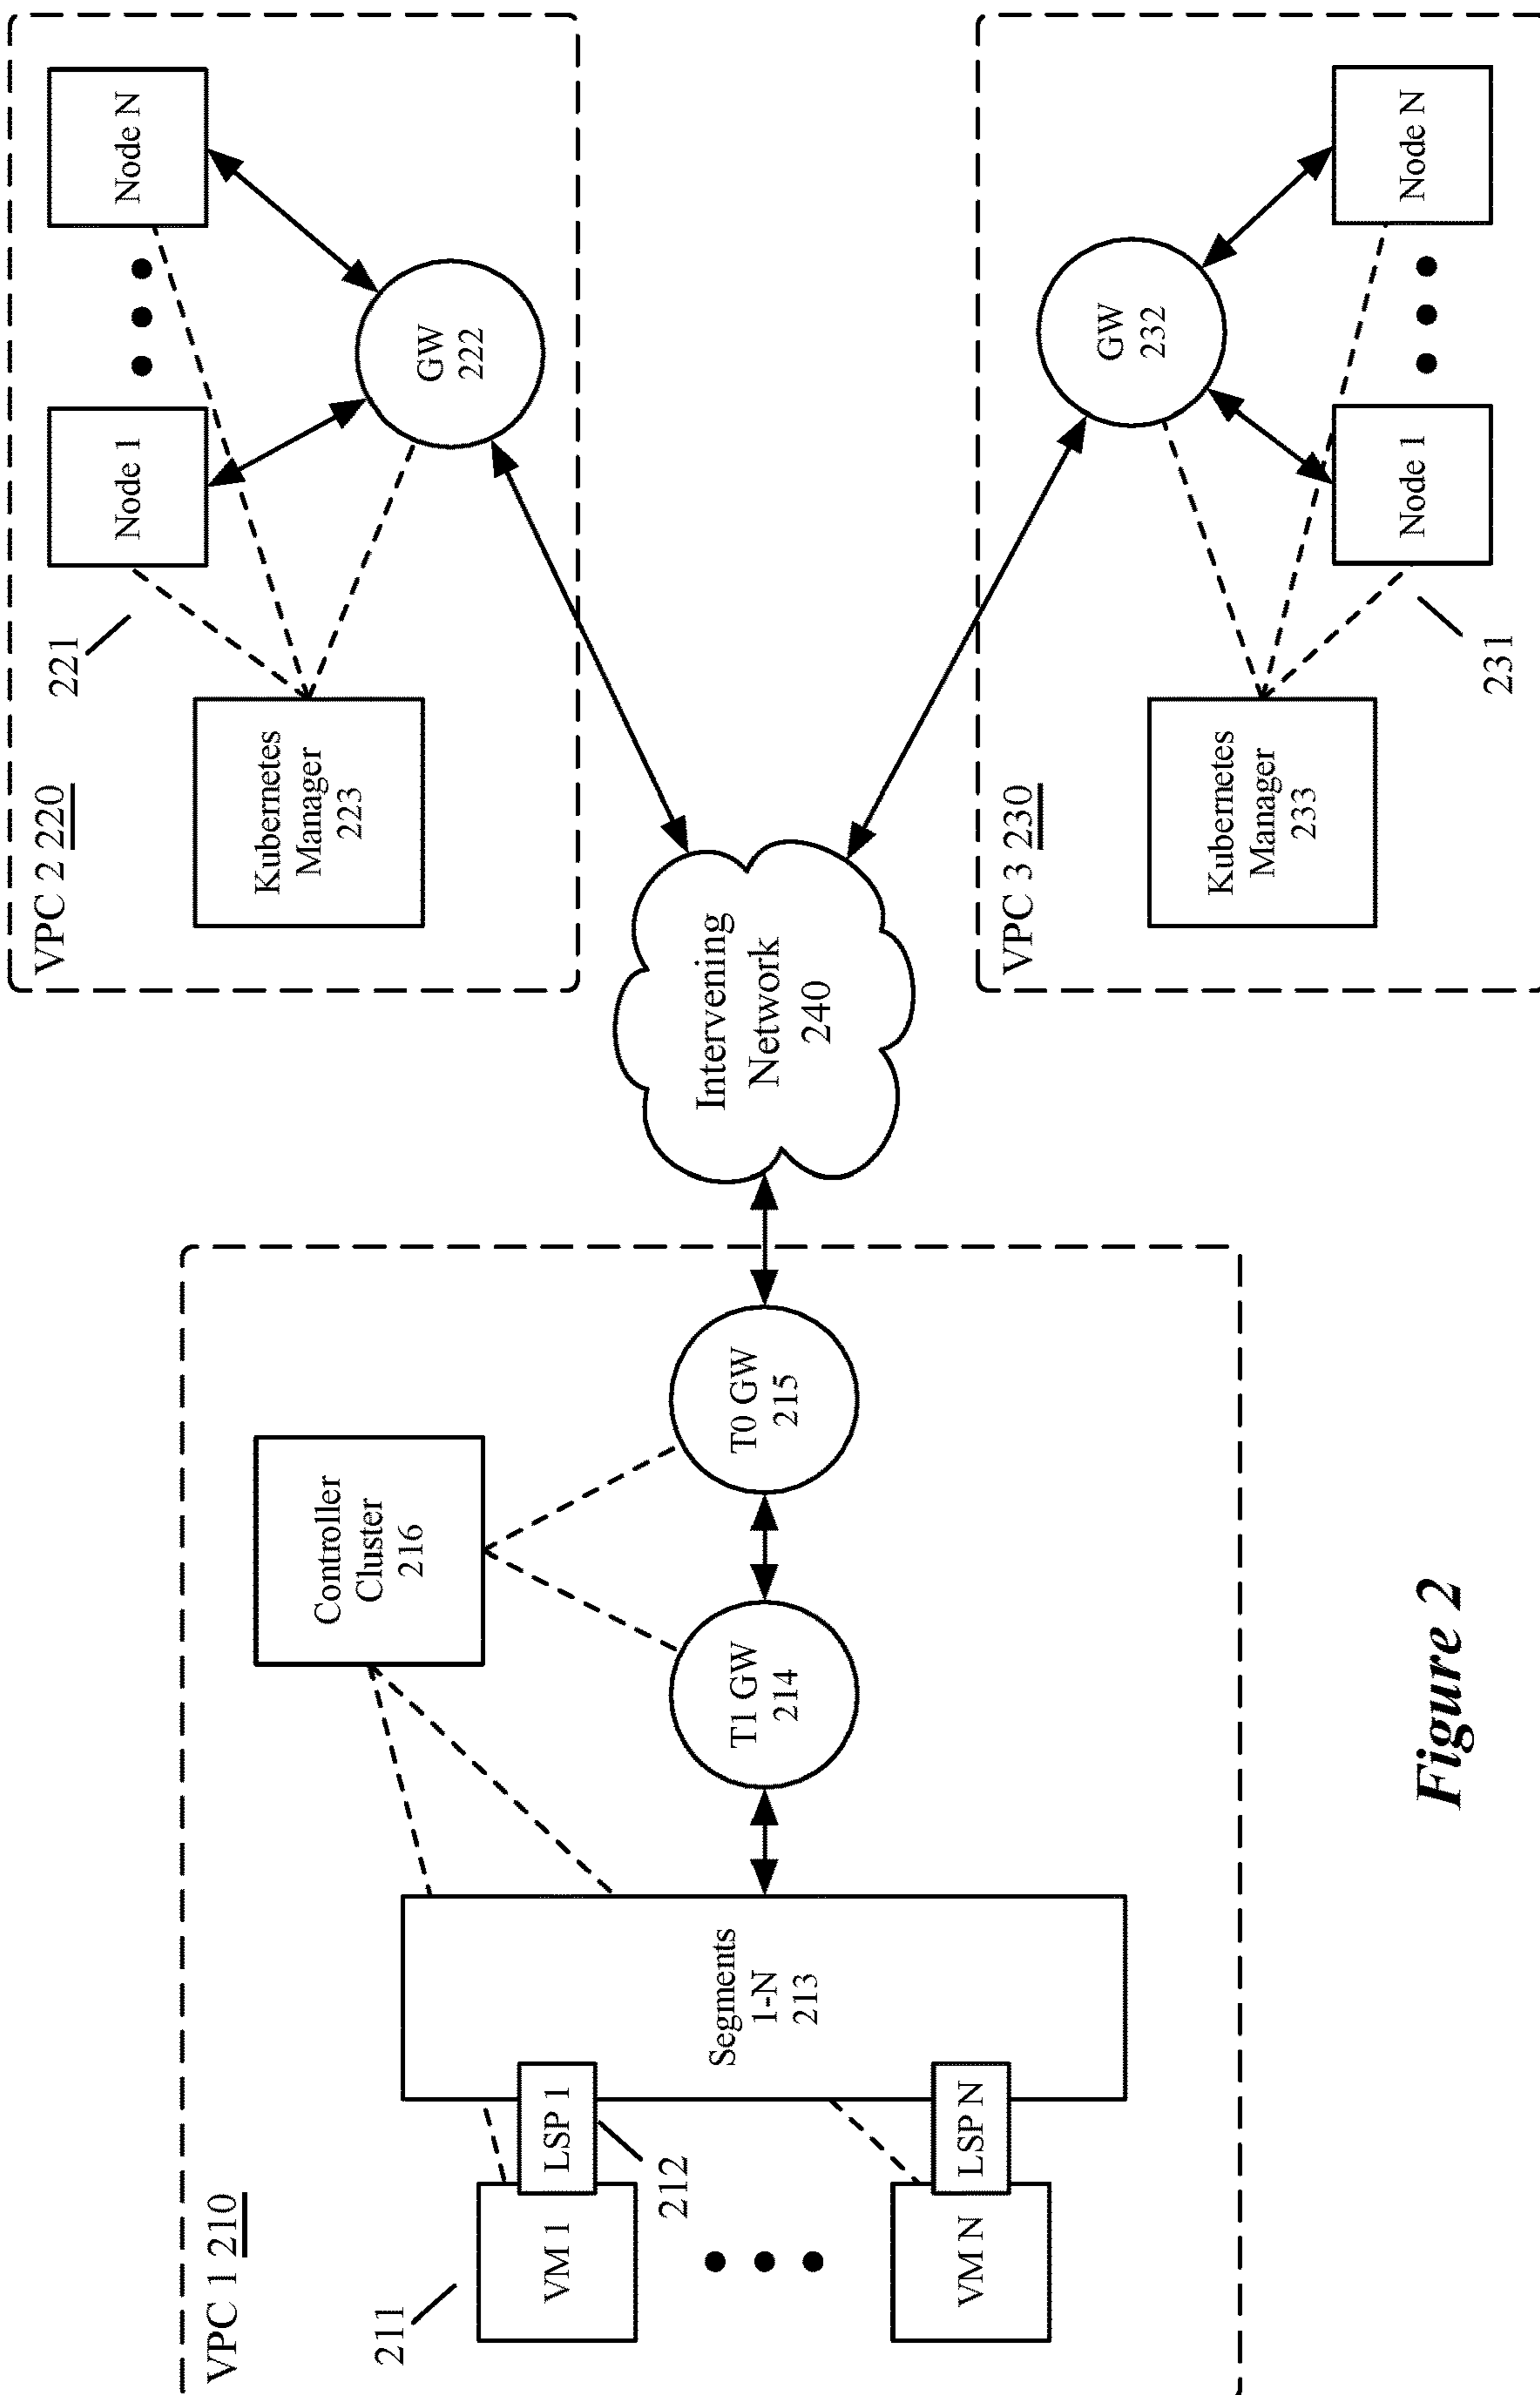 VPC 1 210
211
VM 1
LSP 1
212
VM N
LSP N
Segments
1-N
213
Controller
Cluster
216
T1 GW
214
T0 GW
215
Intervening
Network
240
VPC 2 220
Kubernetes
Manager
223
221
Node 1
Node N
GW
222
VPC 3 230
Kubernetes
Manager
233
231
Node 1
Node N
GW
232
Figure 2